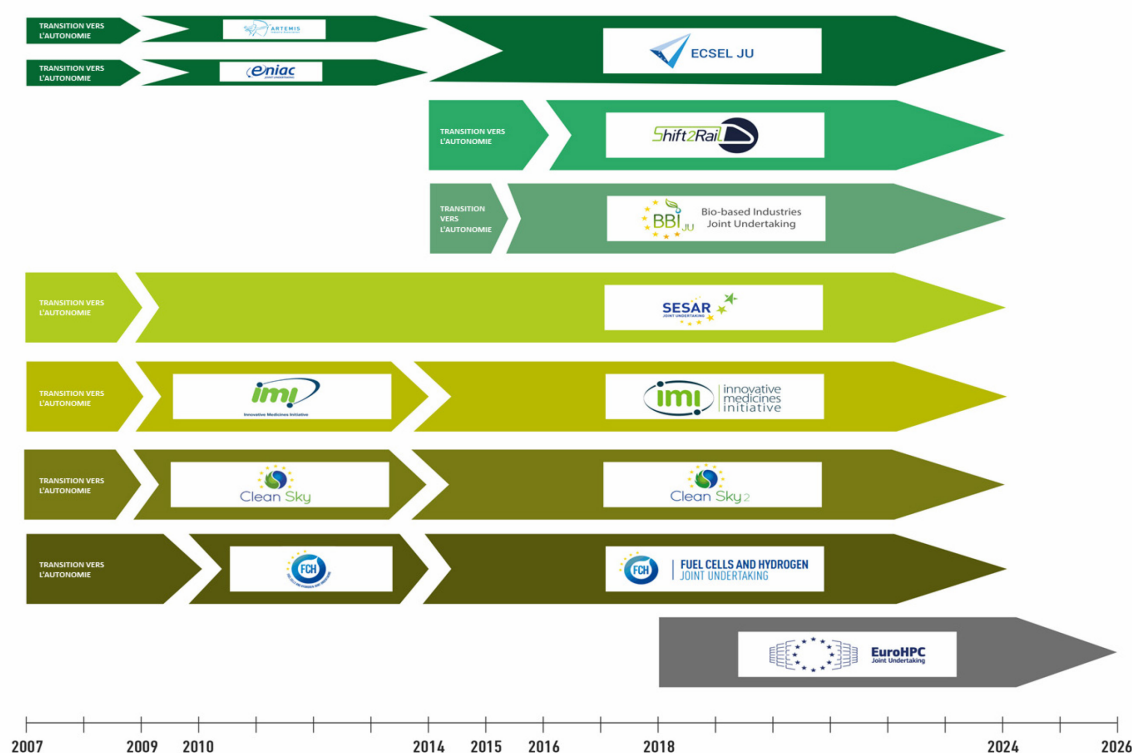 TRANSITION VERS
L'AUTONOMIE
ARTEMIS
ECSEL JU
TRANSITION VERS
L'AUTONOMIE
eniac
TRANSITION VERS
L'AUTONOMIE
Shift2Rail
TRANSITION
VERS
L'AUTONOMIE
BBI JU
Bio-based Industries
Joint Undertaking
TRANSITION VERS
L'AUTONOMIE
SESAR
JOINT UNDERTAKING
TRANSITION VERS
L'AUTONOMIE
imi
Innovative Medicines Initiative
imi
innovative
medicines
initiative
TRANSITION VERS
L'AUTONOMIE
Clean Sky
Clean Sky2
TRANSITION VERS
L'AUTONOMIE
FCH
FCH
FUEL CELLS AND HYDROGEN
JOINT UNDERTAKING
EuroHPC
Joint Undertaking
2007 2009 2010 2014 2015 2016 2018 2024 2026